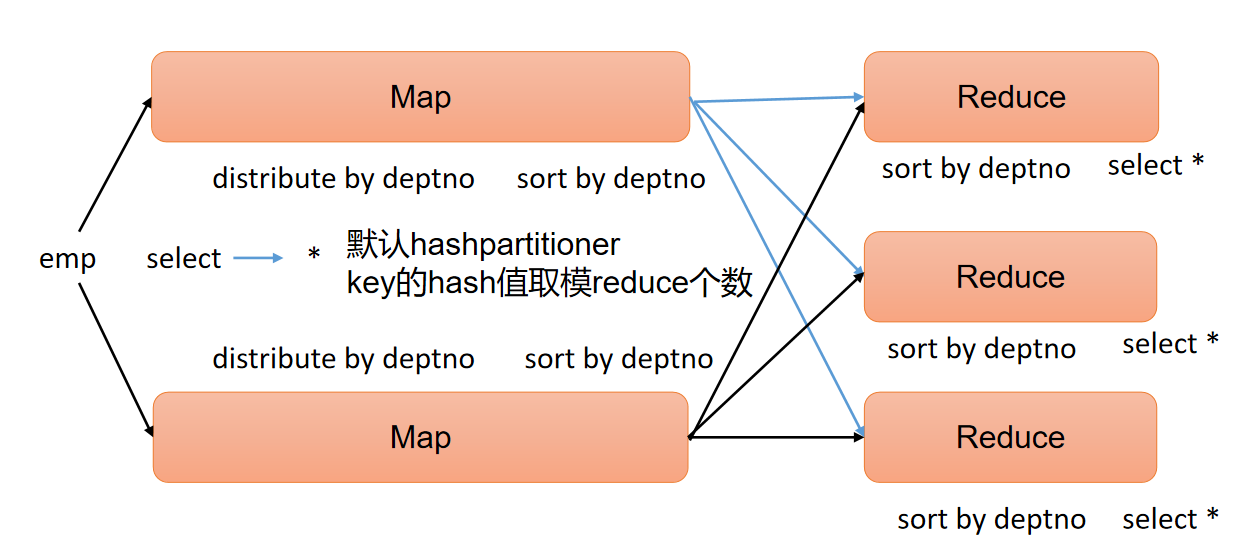 Map
Reduce
distribute by deptno sort by deptno
sort by deptno select *
emp select * 默认hashpartitioner
key的hash值取模reduce个数
Reduce
distribute by deptno sort by deptno
sort by deptno select *
Map
Reduce
sort by deptno select *